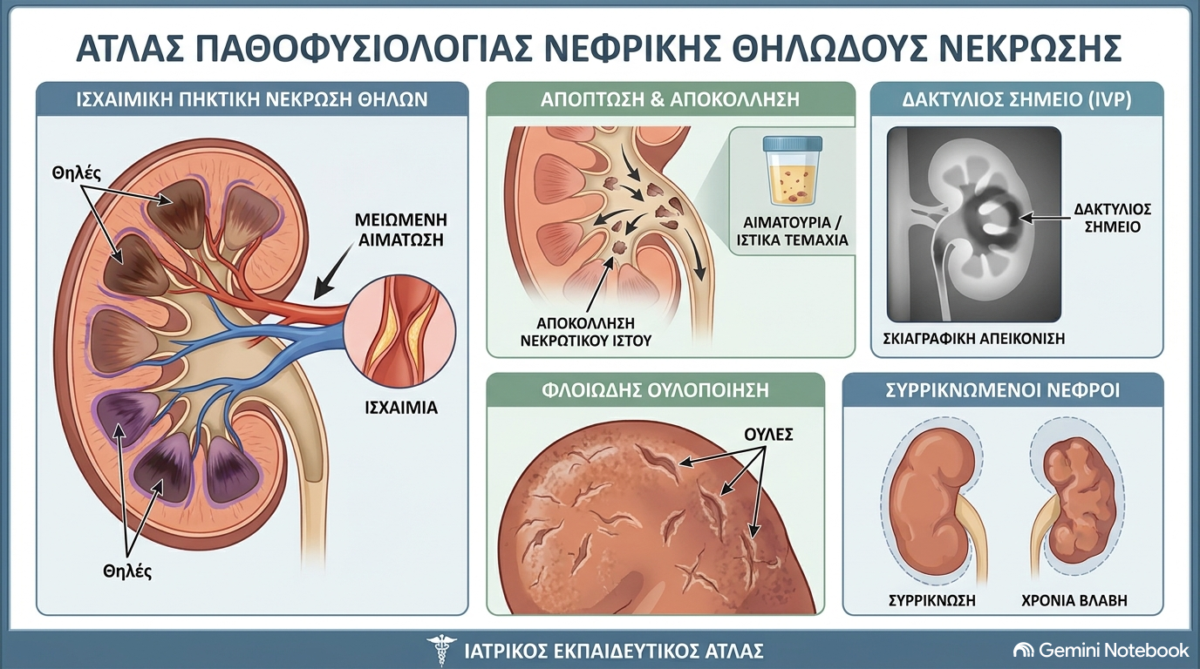 ΑΤΛΑΣ ΠΑΘΟΦΥΣΙΟΛΟΓΙΑΣ ΝΕΦΡΙΚΗΣ ΘΗΛΩΔΟΥΣ ΝΕΚΡΩΣΗΣ
ΙΣΧΑΙΜΙΚΗ ΠΗΚΤΙΚΗ ΝΕΚΡΩΣΗ ΘΗΛΩΝ
Θηλές
ΜΕΙΩΜΕΝΗ
ΑΙΜΑΤΩΣΗ
ΙΣΧΑΙΜΙΑ
Θηλές
ΑΠΟΠΤΩΣΗ & ΑΠΟΚΟΛΛΗΣΗ
ΑΙΜΑΤΟΥΡΙΑ /
ΙΣΤΙΚΑ ΤΕΜΑΧΙΑ
ΑΠΟΚΟΛΛΗΣΗ
ΝΕΚΡΩΤΙΚΟΥ ΙΣΤΟΥ
ΔΑΚΤΥΛΙΟΣ ΣΗΜΕΙΟ (IVP)
ΔΑΚΤΥΛΙΟΣ
ΣΗΜΕΙΟ
ΣΚΙΑΓΡΑΦΙΚΗ ΑΠΕΙΚΟΝΙΣΗ
ΦΛΟΙΩΔΗΣ ΟΥΛΟΠΟΙΗΣΗ
ΟΥΛΕΣ
ΣΥΡΡΙΚΝΩΜΕΝΟΙ ΝΕΦΡΟΙ
ΣΥΡΡΙΚΝΩΣΗ
ΧΡΟΝΙΑ ΒΛΑΒΗ
ΙΑΤΡΙΚΟΣ ΕΚΠΑΙΔΕΥΤΙΚΟΣ ΑΤΛΑΣ
Gemini Notebook